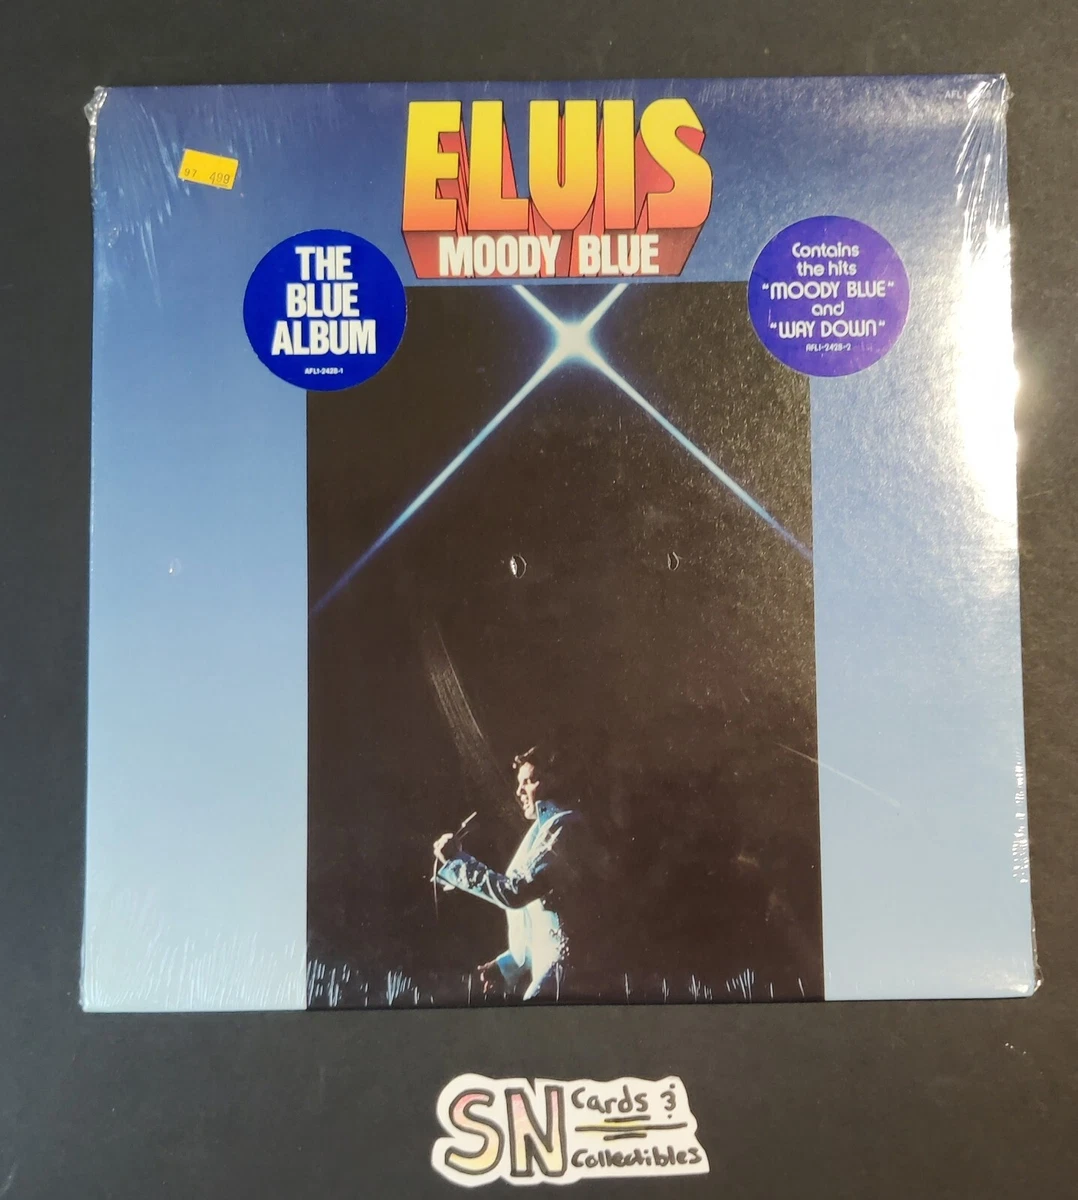 AFL1
ELVIS
MOODY BLUE
97 499
THE
BLUE
ALBUM
AFL1-2428-1
Contains
the hits
"MOODY BLUE"
and
"WAY DOWN"
AFL1-2428-2
SN
Cards &
Collectibles